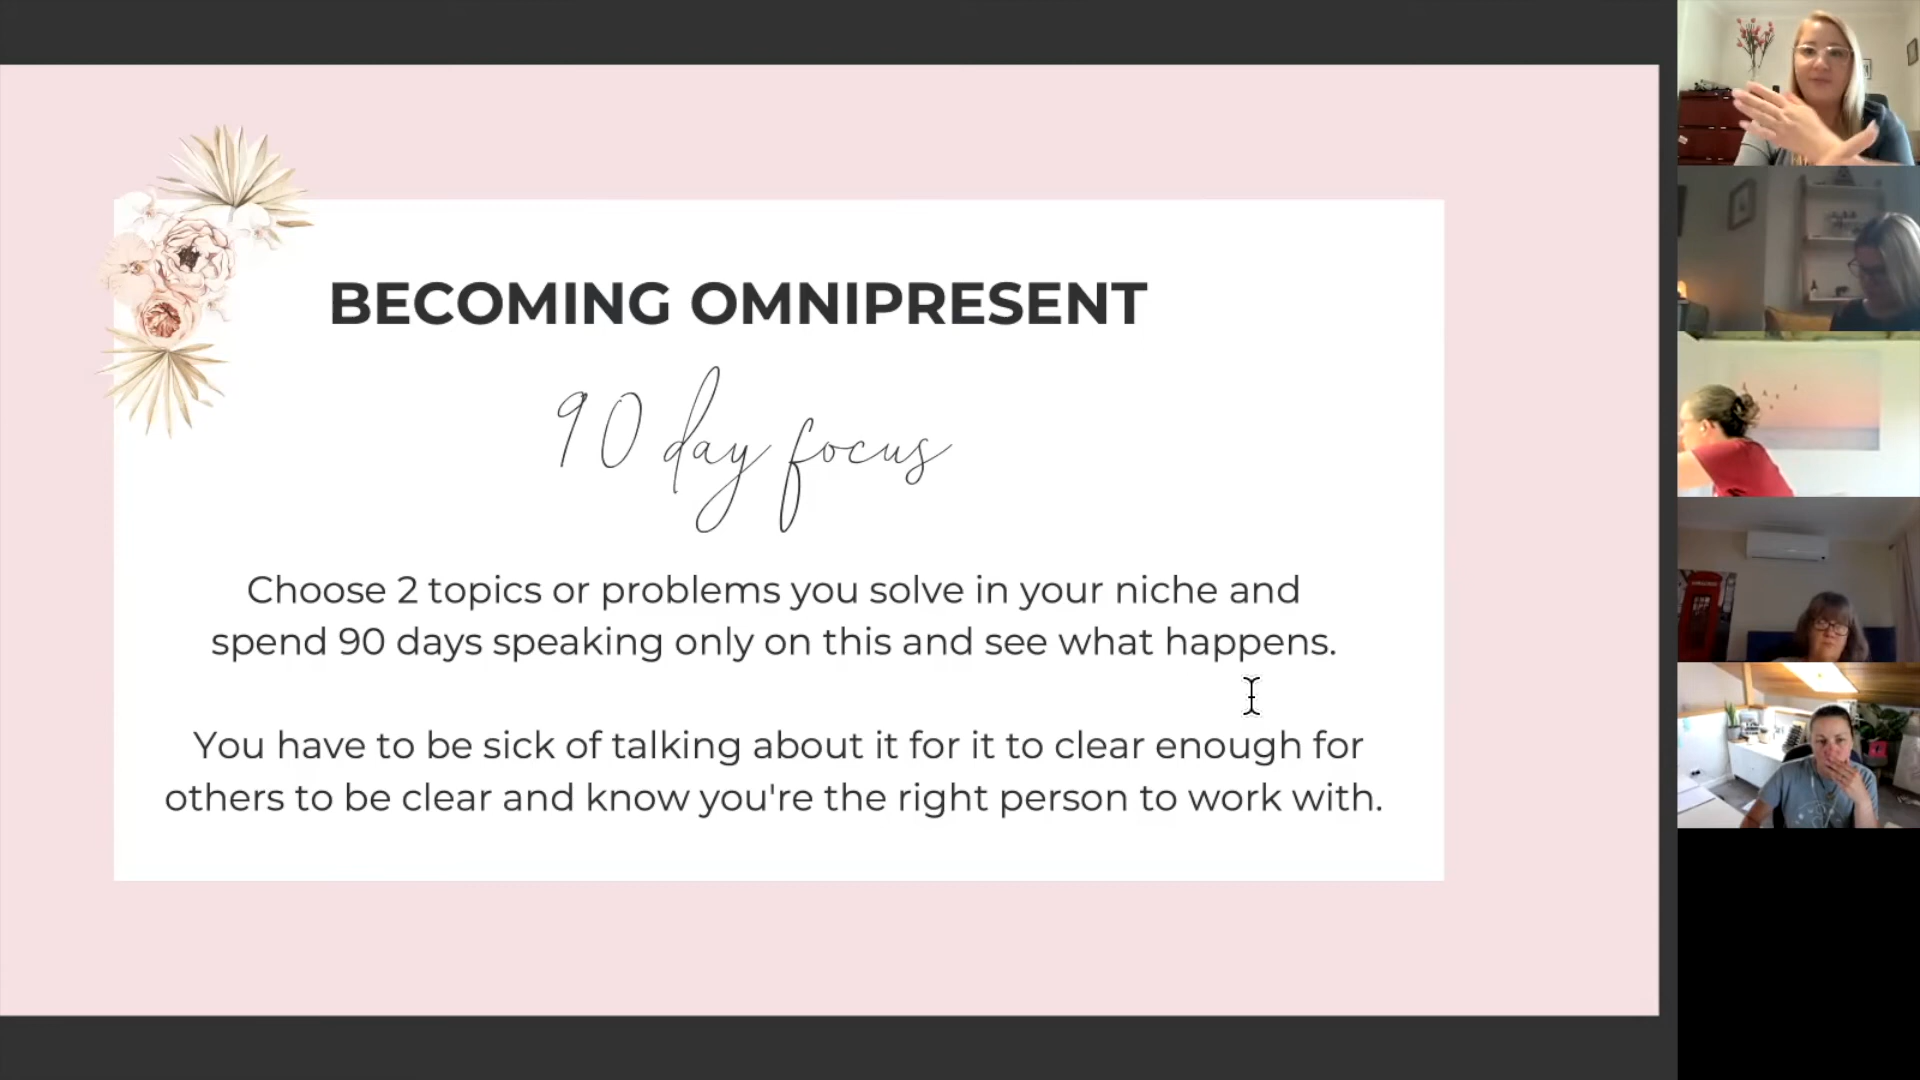 BECOMING OMNIPRESENT
90 day focus
Choose 2 topics or problems you solve in your niche and
spend 90 days speaking only on this and see what happens.
You have to be sick of talking about it for it to clear enough for
others to be clear and know you're the right person to work with.